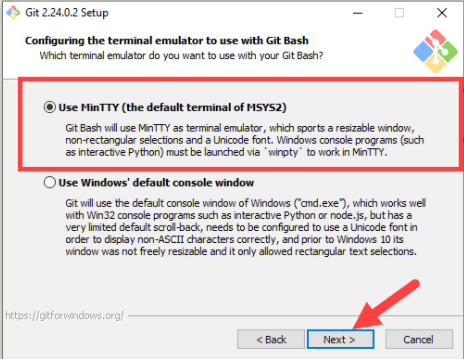 Git 2.24.0.2 Setup
Configuring the terminal emulator to use with Git Bash
Which terminal emulator do you want to use with your Git Bash?
Use MinTTY (the default terminal of MSYS2)
Git Bash will use MinTTY as terminal emulator, which sports a resizable window,
non-rectangular selections and a Unicode font. Windows console programs (such
as interactive Python) must be launched via `winpty` to work in MinTTY.
Use Windows' default console window
Git will use the default console window of Windows ("cmd.exe"), which works well
with Win32 console programs such as interactive Python or node.js, but has a
very limited default scroll-back, needs to be configured to use a Unicode font in
order to display non-ASCII characters correctly, and prior to Windows 10 its
window was not freely resizable and it only allowed rectangular text selections.
https://gitforwindows.org/
< Back
Next >
Cancel